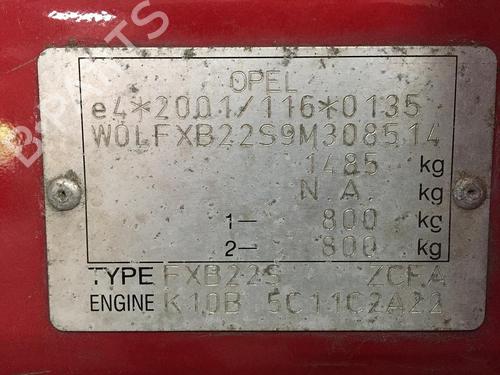 OPEL
e4*2001/116*0135
W0LFXB22S9M308514
1485 kg
N.A. kg
1– 800 kg
2– 800 kg
TYPE FXB22S ZCFA
ENGINE K10B 5C11C2A22
B-PARTS